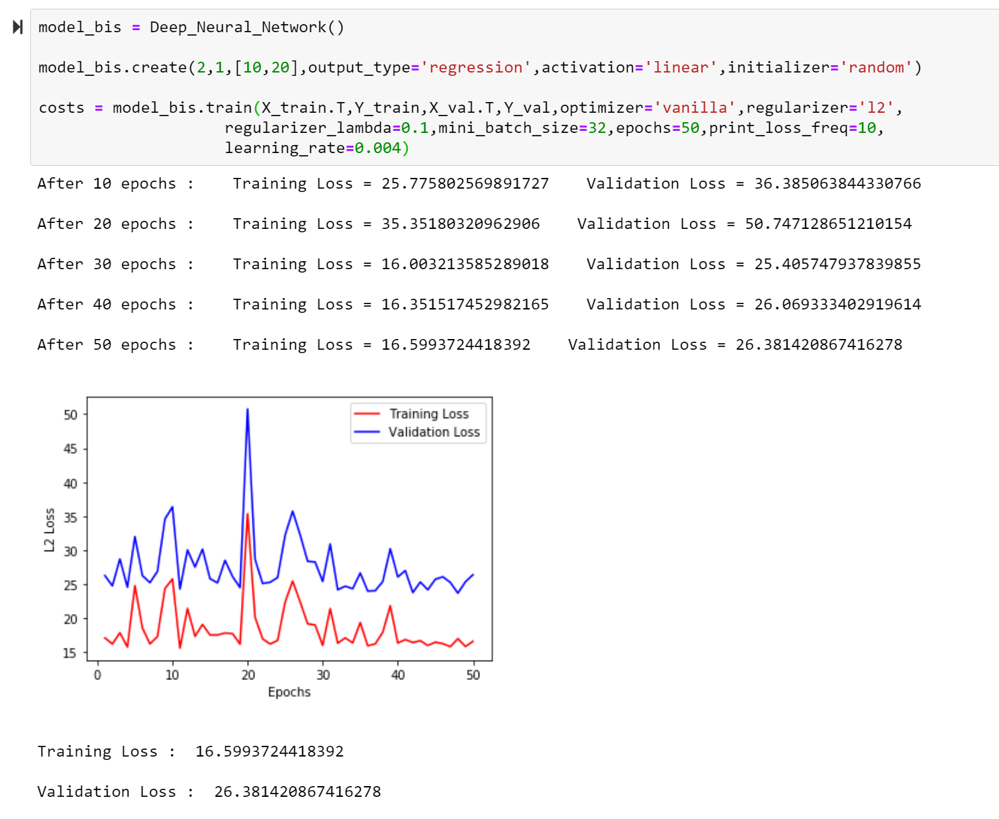 model_bis = Deep_Neural_Network()
model_bis.create(2,1,[10,20],output_type='regression',activation='linear',initializer='random')
costs = model_bis.train(X_train.T,Y_train,X_val.T,Y_val,optimizer='vanilla',regularizer='l2',
regularizer_lambda=0.1,mini_batch_size=32,epochs=50,print_loss_freq=10,
learning_rate=0.004)
After 10 epochs :    Training Loss = 25.775802569891727    Validation Loss = 36.385063844330766
After 20 epochs :    Training Loss = 35.35180320962906    Validation Loss = 50.747128651210154
After 30 epochs :    Training Loss = 16.003213585289018    Validation Loss = 25.405747937839855
After 40 epochs :    Training Loss = 16.351517452982165    Validation Loss = 26.069333402919614
After 50 epochs :    Training Loss = 16.5993724418392    Validation Loss = 26.381420867416278
Training Loss
Validation Loss
50
45
40
35
30
25
20
15
L2 Loss
0 10 20 30 40 50
Epochs
Training Loss :  16.5993724418392
Validation Loss :  26.381420867416278